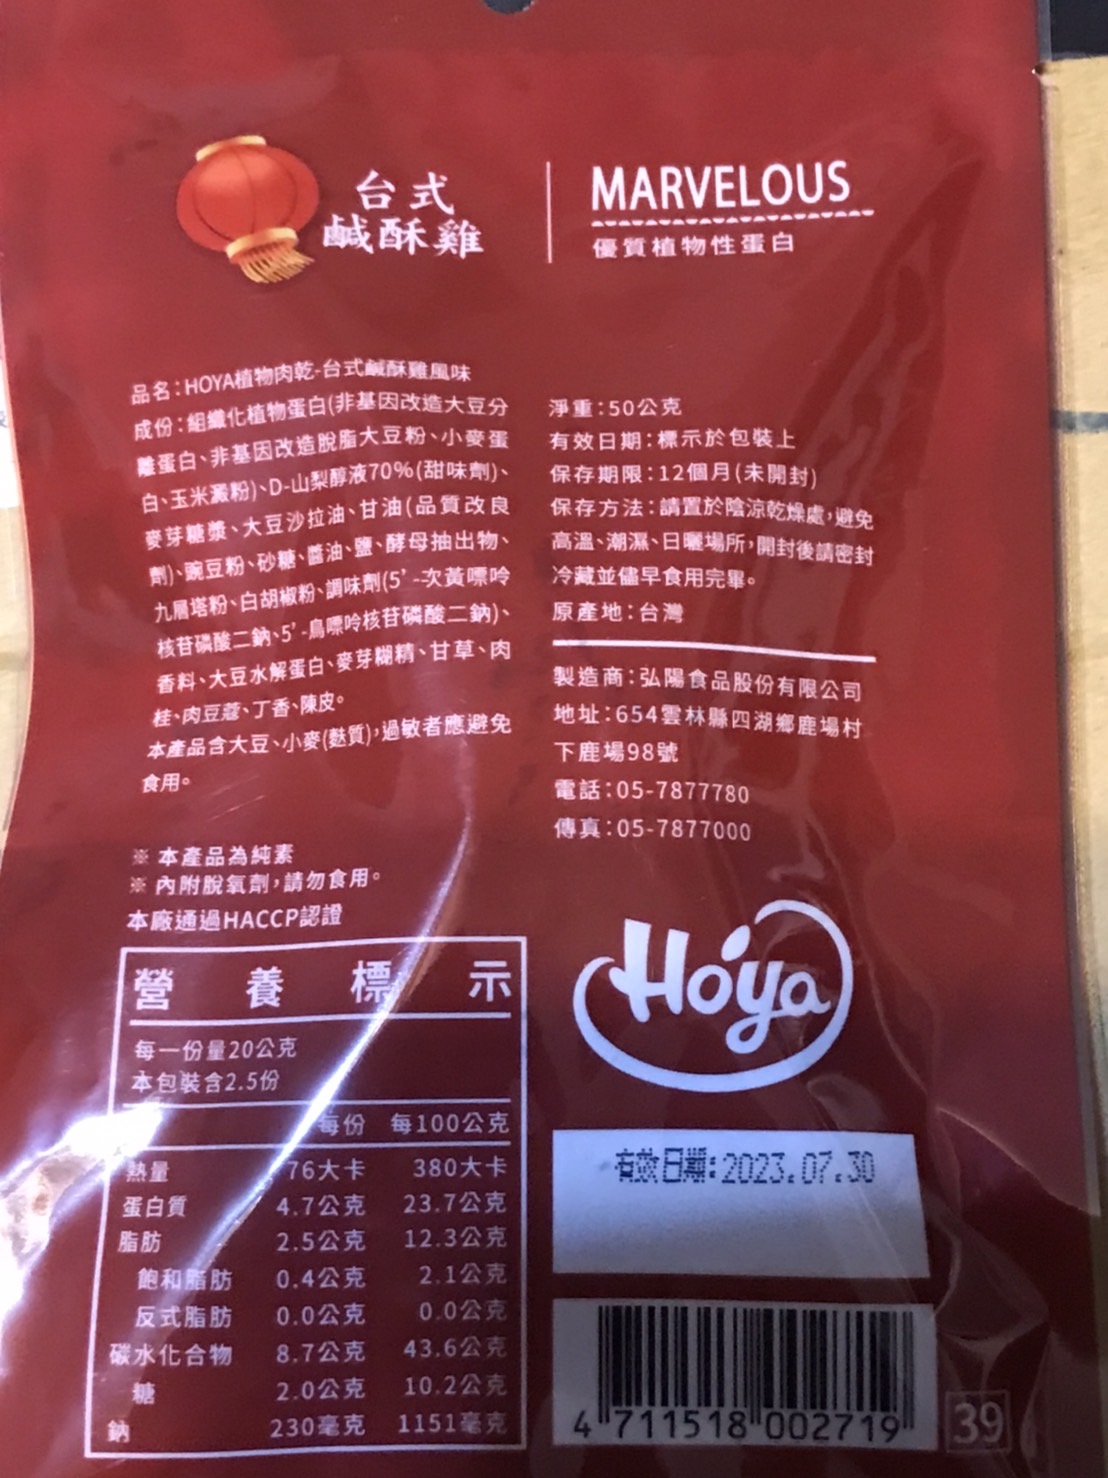 台式
鹹酥雞
MARVELOUS
優質植物性蛋白
品名:HOYA植物肉乾-台式鹹酥雞風味
成份:組織化植物蛋白(非基因改造大豆分
離蛋白、非基因改造脫脂大豆粉、小麥蛋
白、玉米澱粉)、D-山梨醇液70%(甜味劑)、
麥芽糖漿、大豆沙拉油、甘油(品質改良
劑)、豌豆粉、砂糖、醬油、鹽、酵母抽出物、
九層塔粉、白胡椒粉、調味劑(5'-次黃嘌呤
核苷磷酸二鈉、5'-鳥嘌呤核苷磷酸二鈉)、
香料、大豆水解蛋白、麥芽糊精、甘草、肉
桂、肉豆蔻、丁香、陳皮。
本產品含大豆、小麥(麩質),過敏者應避免
食用。
※ 本產品為純素
※ 內附脫氧劑,請勿食用。
本廠通過HACCP認證
淨重:50公克
有效日期:標示於包裝上
保存期限:12個月(未開封)
保存方法:請置於陰涼乾燥處,避免
高溫、潮濕、日曬場所,開封後請密封
冷藏並儘早食用完畢。
原產地:台灣
製造商:弘陽食品股份有限公司
地址:654雲林縣四湖鄉鹿場村
下鹿場98號
電話:05-7877780
傳真:05-7877000
營養標示
每一份量20公克
本包裝含2.5份
每份 每100公克
熱量 76大卡 380大卡
蛋白質 4.7公克 23.7公克
脂肪 2.5公克 12.3公克
飽和脂肪 0.4公克 2.1公克
反式脂肪 0.0公克 0.0公克
碳水化合物 8.7公克 43.6公克
糖 2.0公克 10.2公克
鈉 230毫克 1151毫克
Hoya
有效日期:2023.07.30
4 711518 002719
39